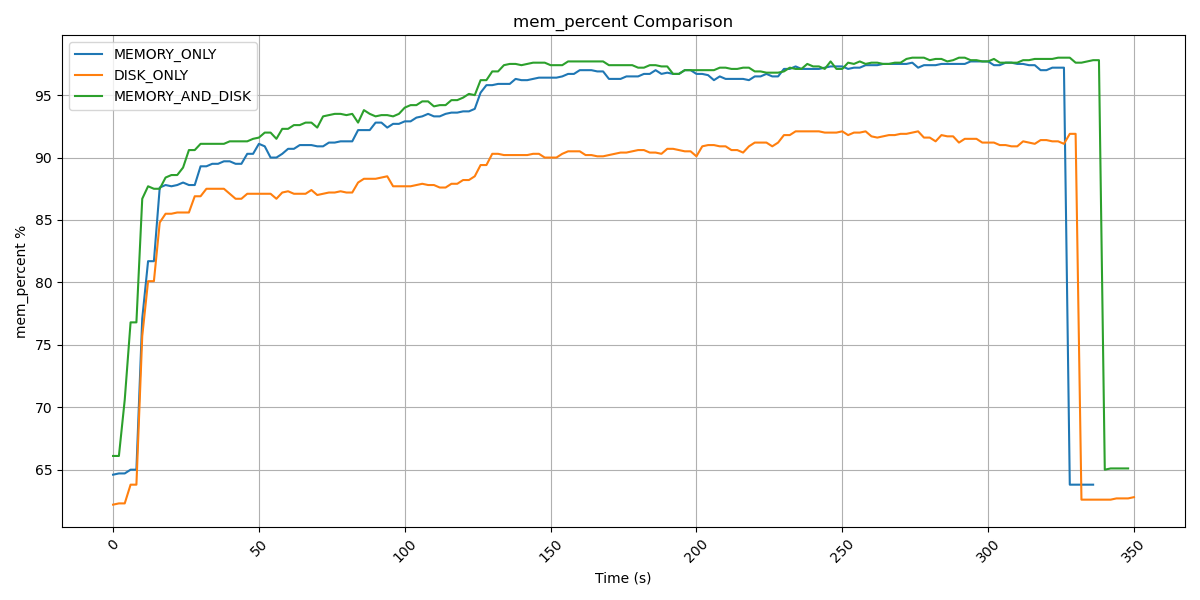 mem_percent Comparison
MEMORY_ONLY
DISK_ONLY
MEMORY_AND_DISK
mem_percent %
95
90
85
80
75
70
65
0
50
100
150
200
250
300
350
Time (s)